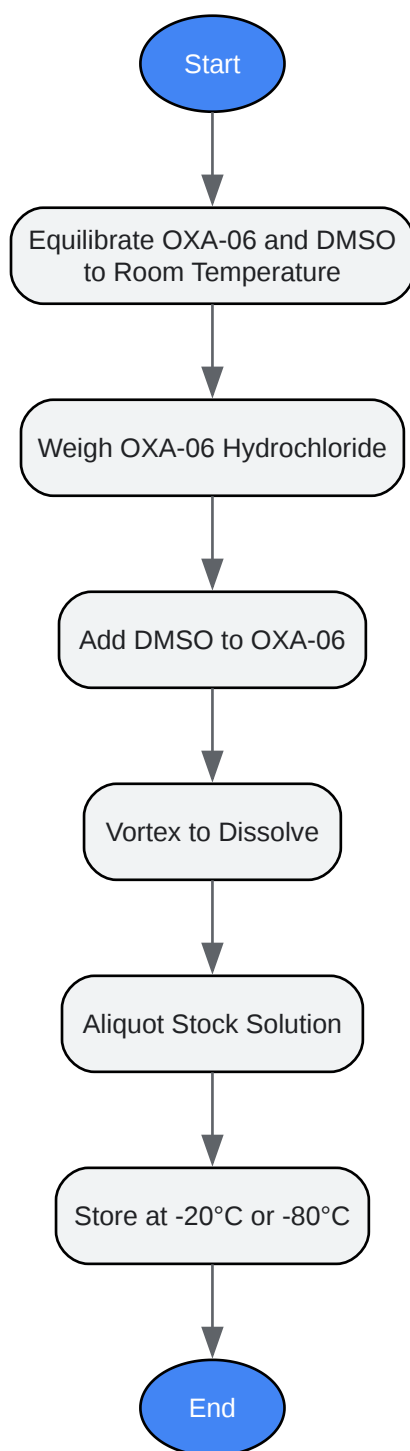 Start
Equilibrate OXA-06 and DMSO
to Room Temperature
Weigh OXA-06 Hydrochloride
Add DMSO to OXA-06
Vortex to Dissolve
Aliquot Stock Solution
Store at -20°C or -80°C
End